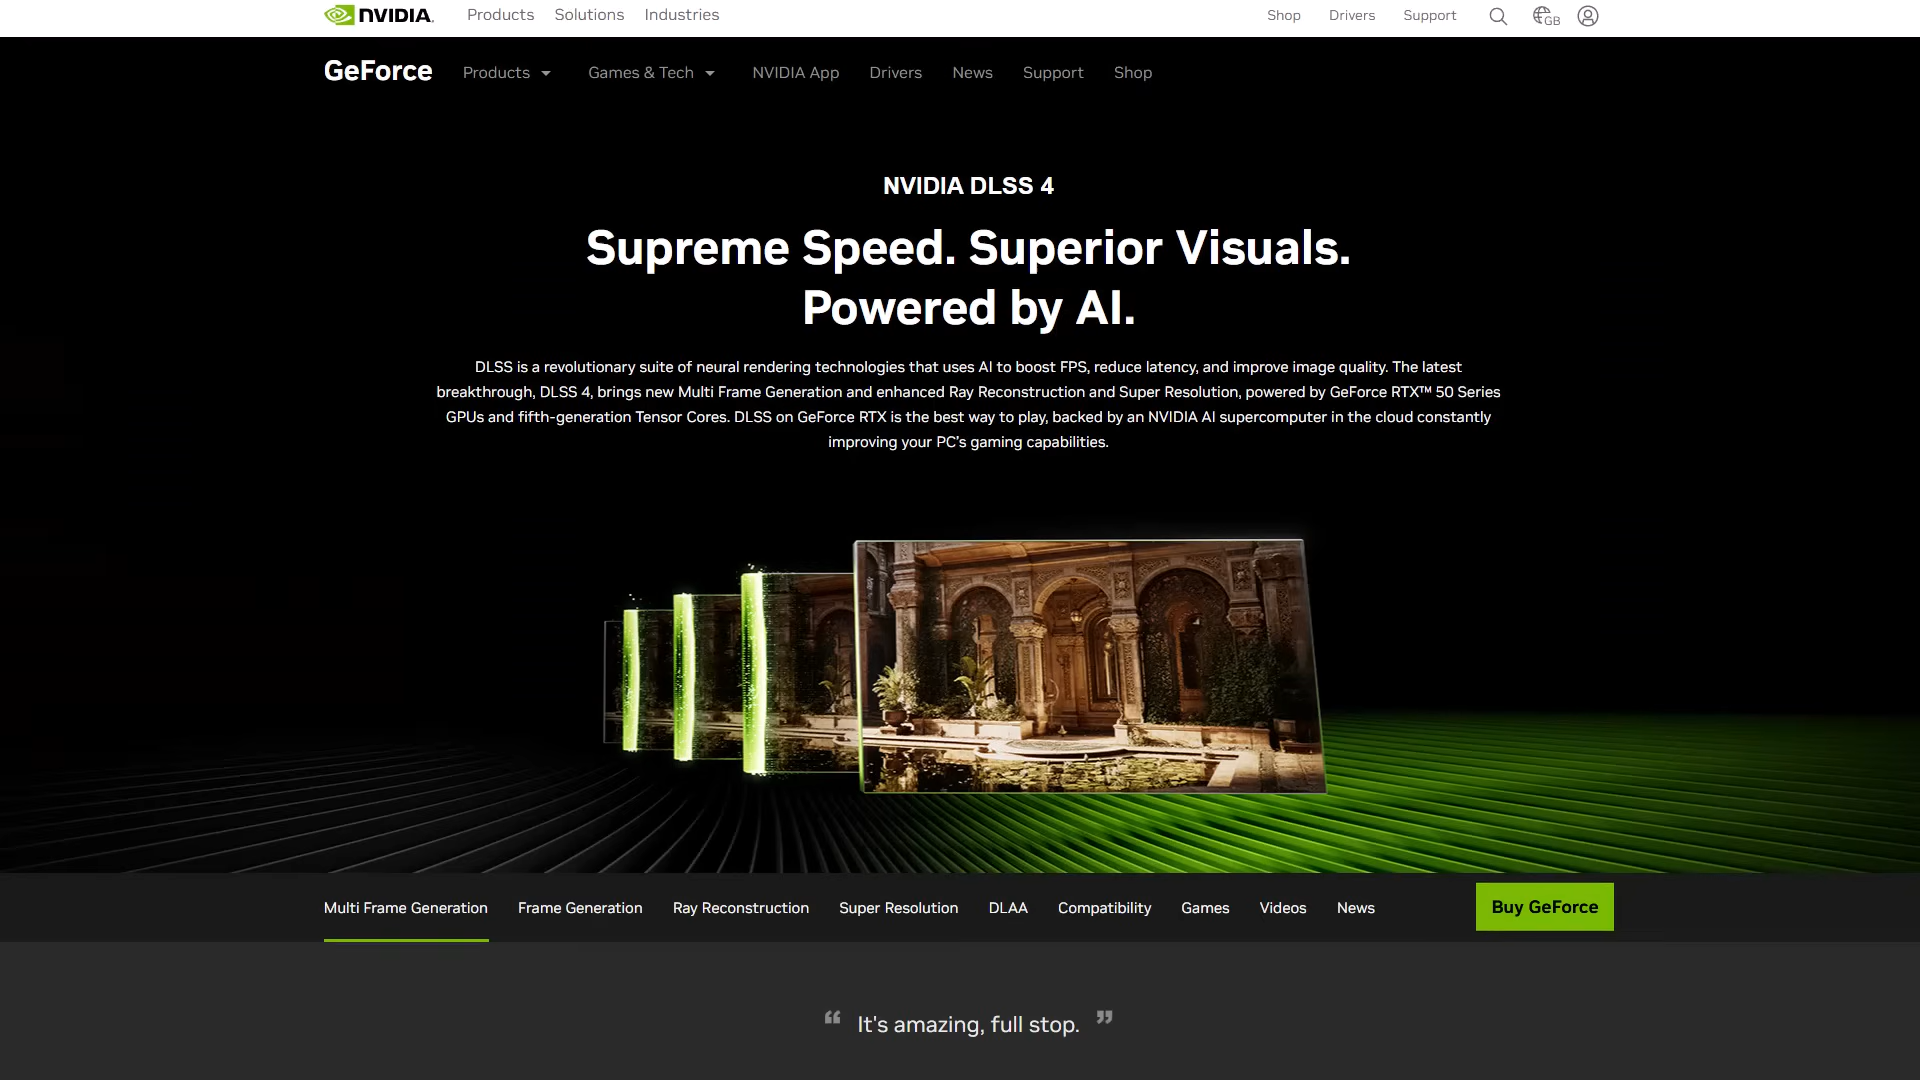 NVIDIA. Products Solutions Industries Shop Drivers Support GB
GeForce Products Games & Tech NVIDIA App Drivers News Support Shop
NVIDIA DLSS 4
Supreme Speed. Superior Visuals.
Powered by AI.
DLSS is a revolutionary suite of neural rendering technologies that uses AI to boost FPS, reduce latency, and improve image quality. The latest
breakthrough, DLSS 4, brings new Multi Frame Generation and enhanced Ray Reconstruction and Super Resolution, powered by GeForce RTX™ 50 Series
GPUs and fifth-generation Tensor Cores. DLSS on GeForce RTX is the best way to play, backed by an NVIDIA AI supercomputer in the cloud constantly
improving your PC’s gaming capabilities.
Multi Frame Generation Frame Generation Ray Reconstruction Super Resolution DLAA Compatibility Games Videos News Buy GeForce
“ It's amazing, full stop. ”